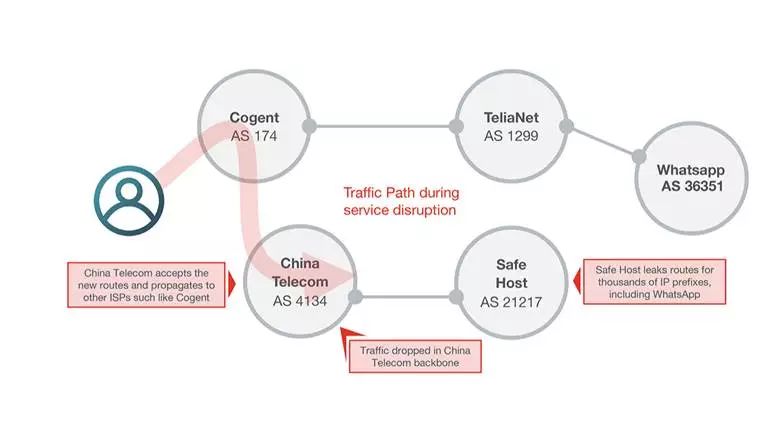 Cogent
AS 174
TeliaNet
AS 1299
Whatsapp
AS 36351
Traffic Path during
service disruption
China Telecom accepts the
new routes and propagates to
other ISPs such like Cogent
China
Telecom
AS 4134
Safe
Host
AS 21217
Safe Host leaks routes for
thousands of IP prefixes,
including WhatsApp
Traffic dropped in China
Telecom backbone